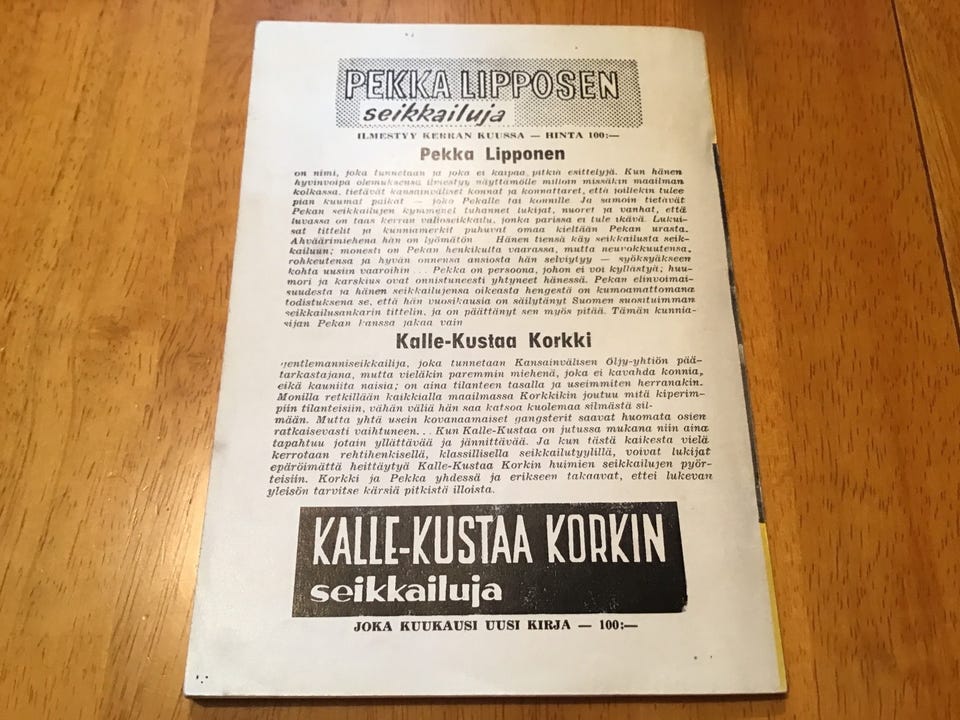 PEKKA LIPPOSEN
seikkailuja
ILMESTYY KERRAN KUUSSA — HINTA 100:—
Pekka Lipponen
on nimi, joka tunnetaan ja joka ei kaipaa pitkiä esittelyjä. Kun hänen
hyvinvoipa olemuksensa ilmestyy näyttämölle milloin missäkin maailman
kolkassa, tietävät kansainväliset konnat ja konnattaret, että joillekin tulee
pian kuumat paikat — joko Pekalle tai konnille Ja samoin tietävät
Pekan seikkailujen kymmenet tuhannet lukijat, nuoret ja vanhat, että
luvassa on taas kerran valioseikkailu, jonka parissa ei tule ikävä. Lukui-
sat tittelit ja kunniamerkit puhuvat omaa kieltään Pekan urasta.
Ahväärimiehenä hän on lyömätön Hänen tiensä käy seikkailusta seik-
kailuun; monesti on Pekan henkikulta vaarassa, mutta neuvokkuutensa,
rohkeutensa ja hyvän onnensa ansiosta hän selviytyy — syöksyäkseen
kohta uusiin vaaroihin ... Pekka on persoona, johon ei voi kyllästyä; huu-
mori ja karskius ovat onnistuneesti yhtyneet hänessä. Pekan elinvoimai-
suudesta ja hänen seikkailujensa oikeasta hengestä on kumoamattomana
todistuksena se, että hän vuosikausia on säilytänyt Suomen suosituimman
seikkailusankarin tittelin, ja on päättänyt sen myös pitää. Tämän kunnia-
sijan Pekan kanssa jakaa vain
Kalle-Kustaa Korkki
gentlemanniseikkailija, joka tunnetaan Kansainvälisen Öljy-yhtiön pää-
tarkastajana, mutta vieläkin paremmin miehenä, joka ei kavahda konnia,
eikä kauniita naisia; on aina tilanteen tasalla ja useimmiten herranakin.
Monilla retkillään kaikkialla maailmassa Korkkikin joutuu mitä kiperim-
piin tilanteisiin, vähän väliä hän saa katsoa kuolemaa silmästä sil-
mään. Mutta yhtä usein kovanaamaiset gangsterit saavat huomata osien
ratkaisevasti vaihtuneen... Kun Kalle-Kustaa on jutussa mukana niin aina
tapahtuu jotain yllättävää ja jännittävää. Ja kun tästä kaikesta vielä
kerrotaan rehtihenkisellä, klassillisella seikkailutyylillä, voivat lukijat
epäröimättä heittäytyä Kalle-Kustaa Korkin huimien seikkailujen pyör-
teisiin. Korkki ja Pekka yhdessä ja erikseen takaavat, ettei lukevan
yleisön tarvitse kärsiä pitkistä illoista.
KALLE-KUSTAA KORKIN
seikkailuja
JOKA KUUKAUSI UUSI KIRJA — 100:—